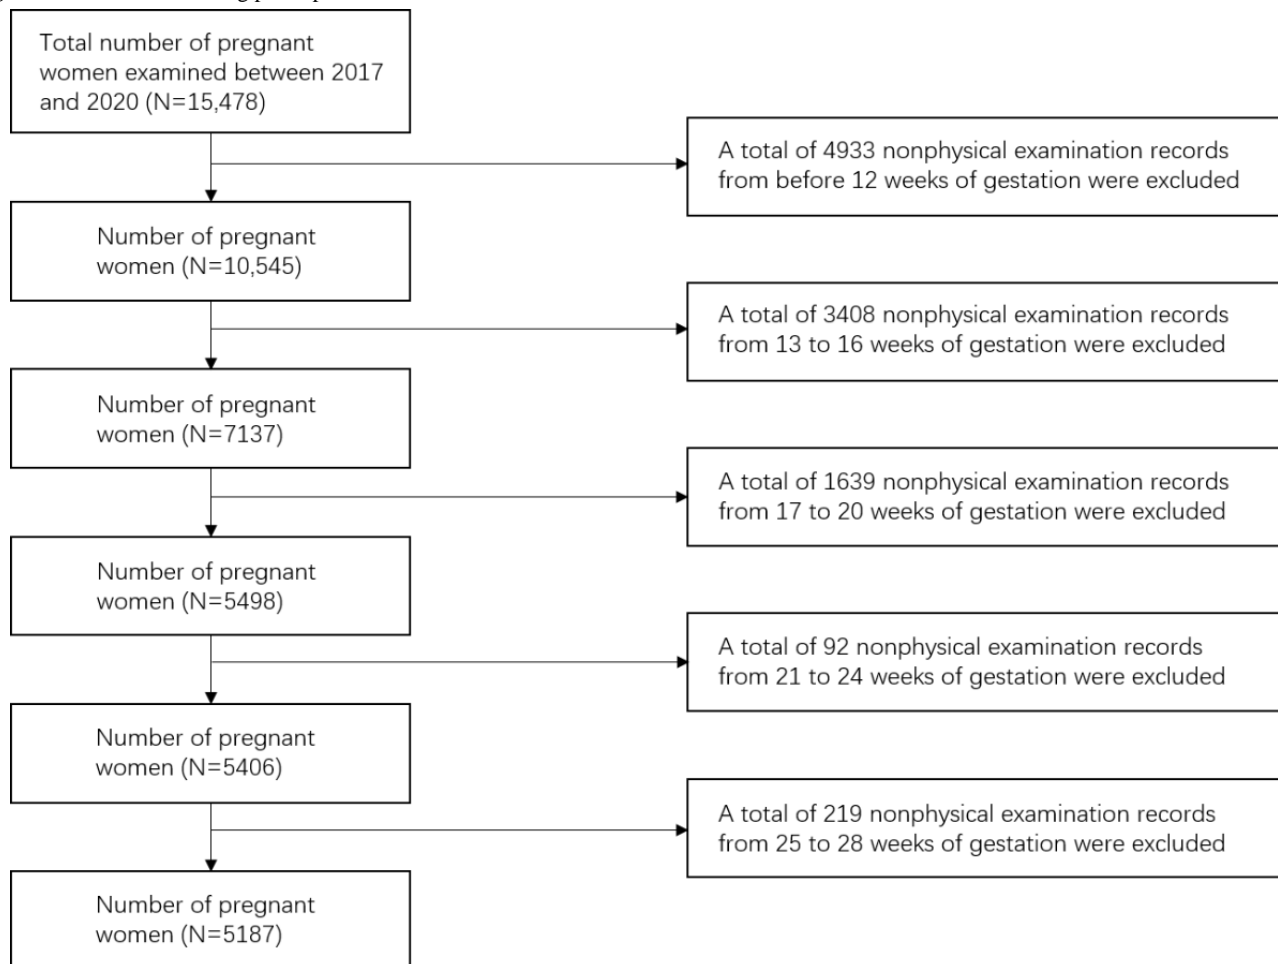 Total number of pregnant
women examined between 2017
and 2020 (N=15,478)
A total of 4933 nonphysical examination records
from before 12 weeks of gestation were excluded
Number of pregnant
women (N=10,545)
A total of 3408 nonphysical examination records
from 13 to 16 weeks of gestation were excluded
Number of pregnant
women (N=7137)
A total of 1639 nonphysical examination records
from 17 to 20 weeks of gestation were excluded
Number of pregnant
women (N=5498)
A total of 92 nonphysical examination records
from 21 to 24 weeks of gestation were excluded
Number of pregnant
women (N=5406)
A total of 219 nonphysical examination records
from 25 to 28 weeks of gestation were excluded
Number of pregnant
women (N=5187)